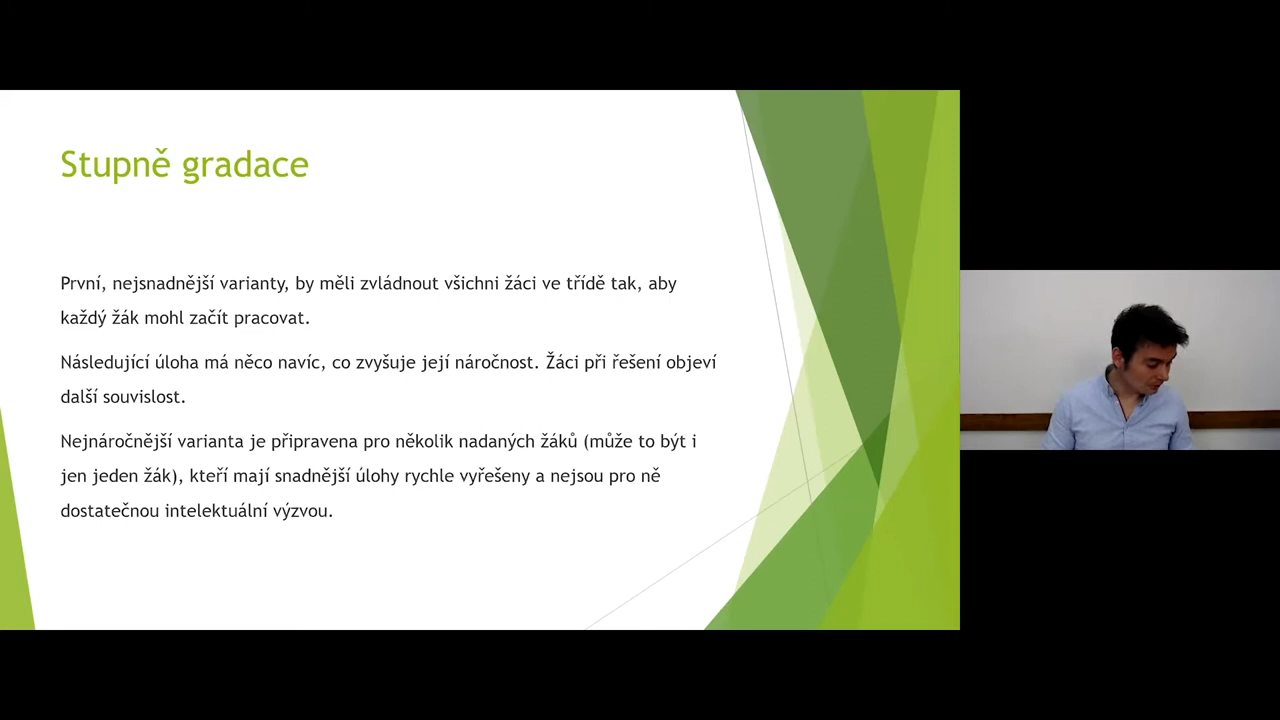 Stupně gradace
První, nejsnadnější varianty, by měli zvládnout všichni žáci ve třídě tak, aby
každý žák mohl začít pracovat.
Následující úloha má něco navíc, co zvyšuje její náročnost. Žáci při řešení objeví
další souvislost.
Nejnáročnější varianta je připravena pro několik nadaných žáků (může to být i
jen jeden žák), kteří mají snadnější úlohy rychle vyřešeny a nejsou pro ně
dostatečnou intelektuální výzvou.